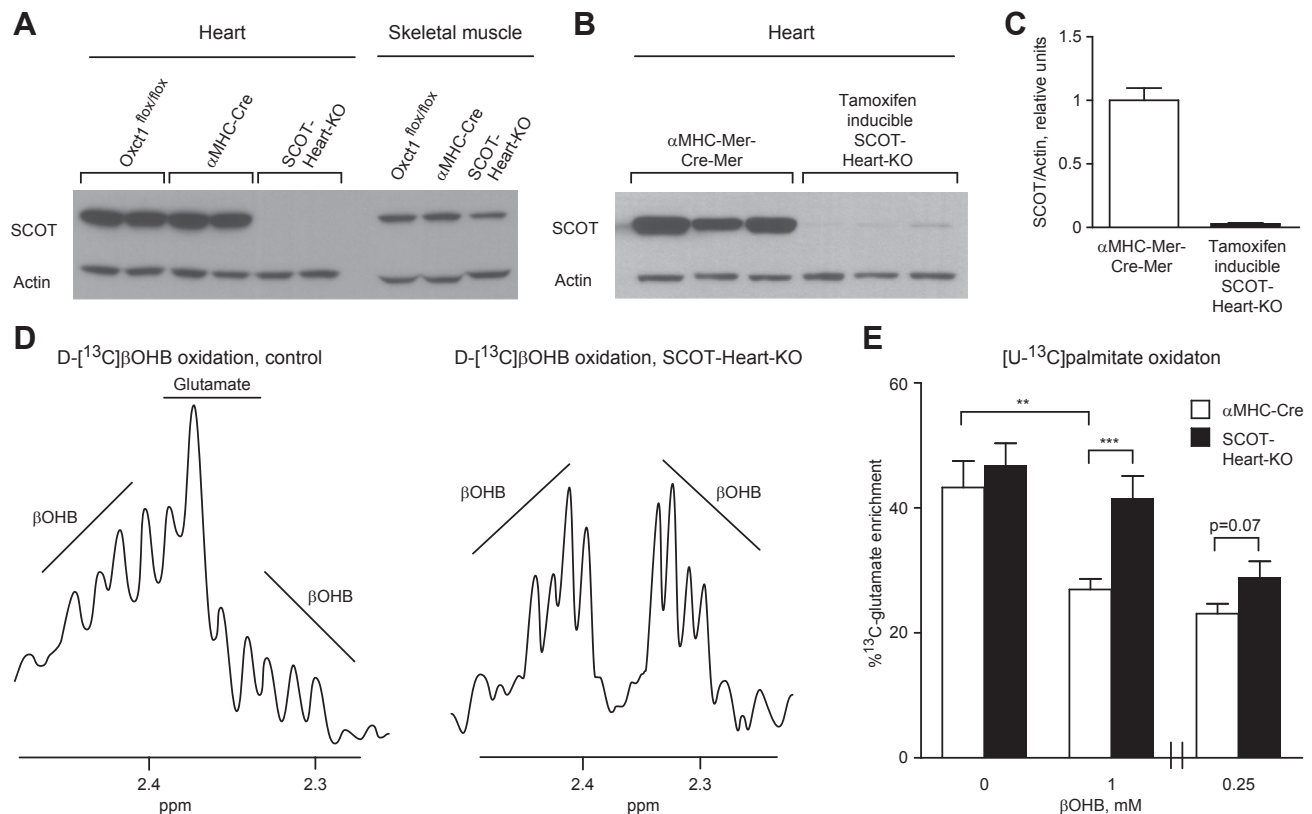 A
Heart
Skeletal muscle
Oxct1 flox/flox
αMHC-Cre
SCOT-
Heart-KO
Oxct1 flox/flox
αMHC-Cre
SCOT-
Heart-KO
SCOT
Actin
B
Heart
αMHC-Mer-
Cre-Mer
Tamoxifen
inducible
SCOT-
Heart-KO
SCOT
Actin
C
SCOT/Actin, relative units
1.5
1
0.5
0
αMHC-Mer-
Cre-Mer
Tamoxifen
inducible
SCOT-
Heart-KO
D
D-[¹³C]βOHB oxidation, control
Glutamate
βOHB
βOHB
2.4
2.3
ppm
D-[¹³C]βOHB oxidation, SCOT-Heart-KO
βOHB
βOHB
2.4
2.3
ppm
E
[U-¹³C]palmitate oxidaton
%¹³C-glutamate enrichment
60
40
20
0
**
***
p=0.07
αMHC-Cre
SCOT-
Heart-KO
0
1
0.25
βOHB, mM